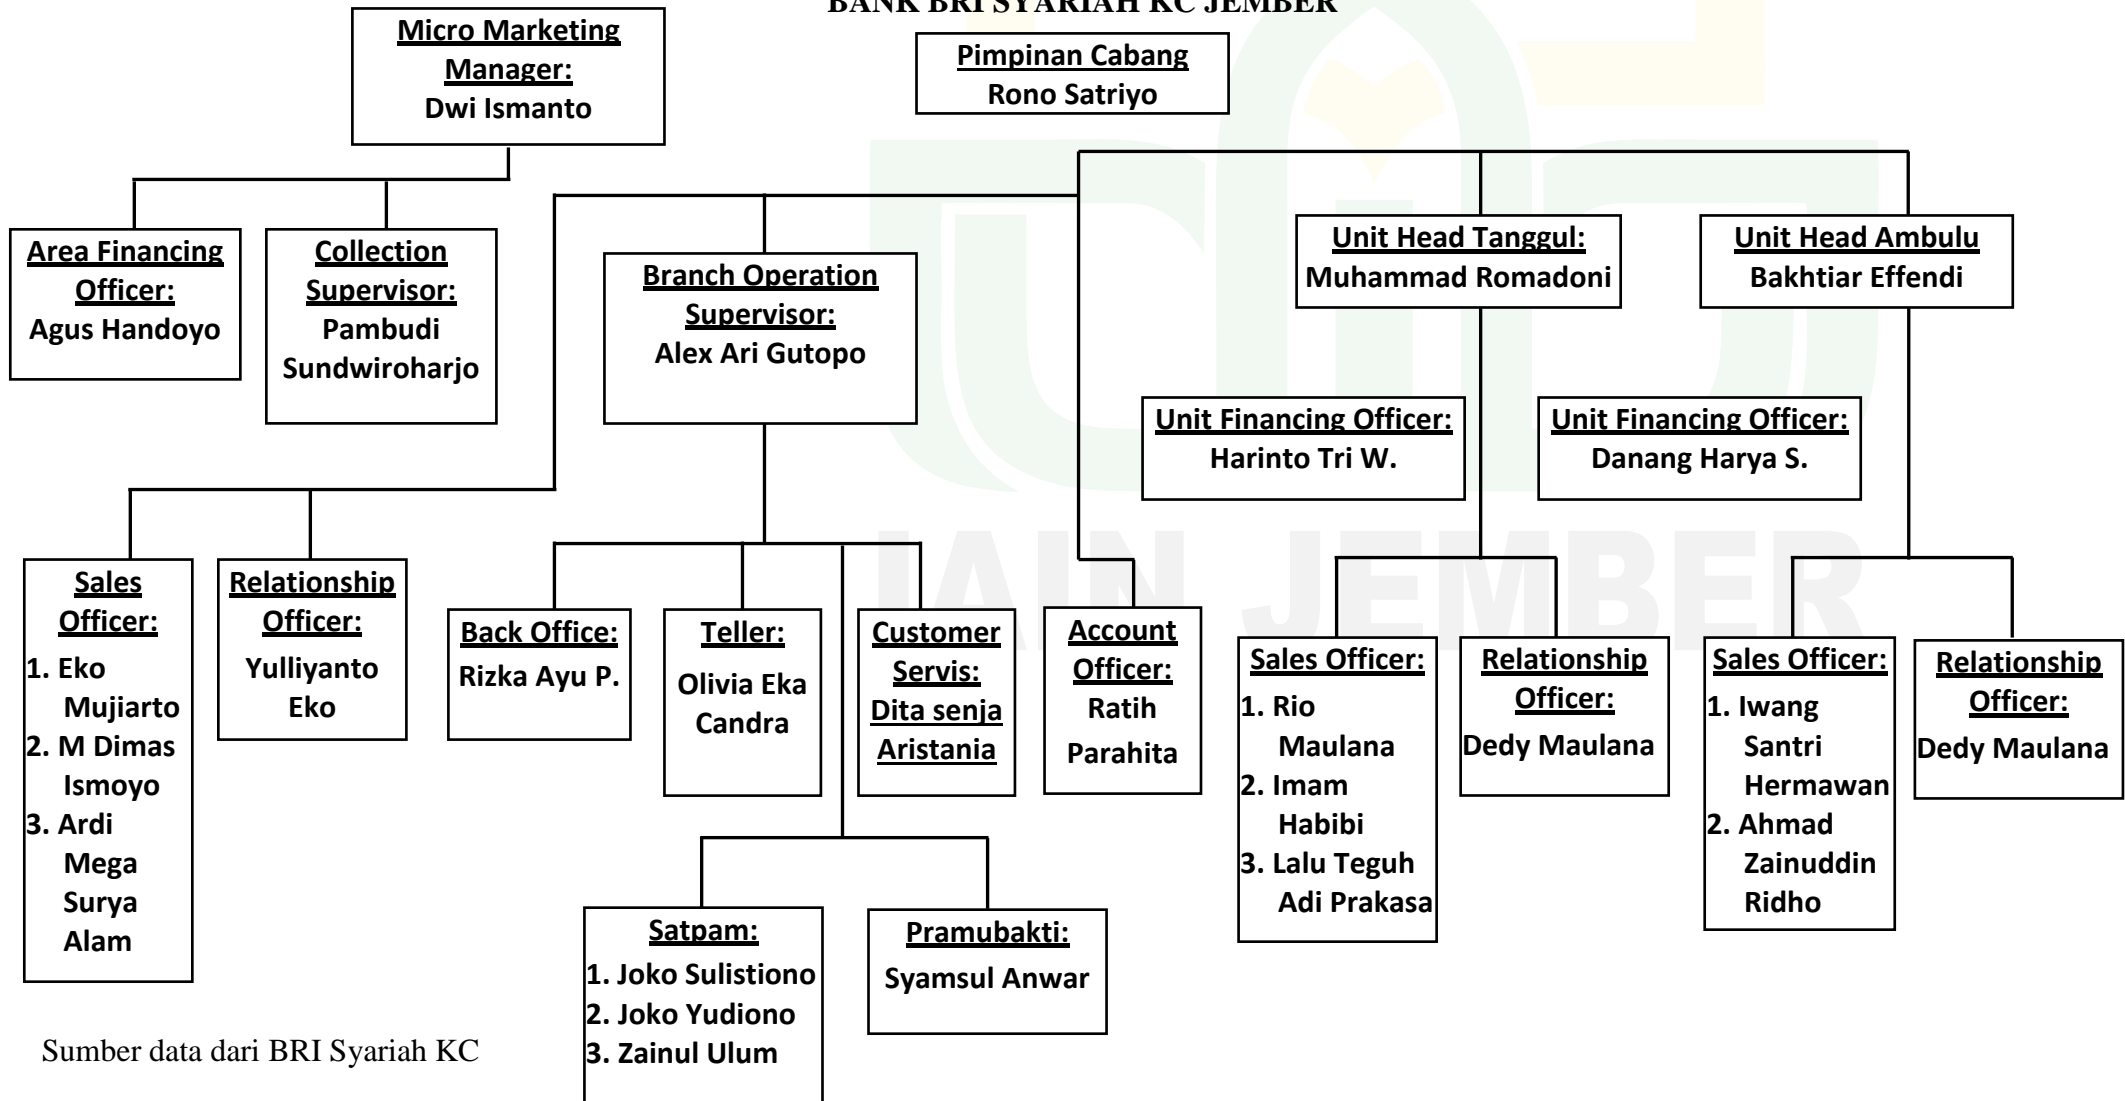 BANK BRI SYARIAH KC JEMBER
Micro Marketing
Manager:
Dwi Ismanto
Pimpinan Cabang
Rono Satriyo
Area Financing
Officer:
Agus Handoyo
Collection
Supervisor:
Pambudi
Sundwiroharjo
Branch Operation
Supervisor:
Alex Ari Gutopo
Unit Head Tanggul:
Muhammad Romadoni
Unit Head Ambulu
Bakhtiar Effendi
Unit Financing Officer:
Harinto Tri W.
Unit Financing Officer:
Danang Harya S.
IAIN JEMBER
Sales
Officer:
1. Eko
Mujiarto
2. M Dimas
Ismoyo
3. Ardi
Mega
Surya
Alam
Relationship
Officer:
Yulliyanto
Eko
Back Office:
Rizka Ayu P.
Teller:
Olivia Eka
Candra
Customer
Servis:
Dita senja
Aristania
Account
Officer:
Ratih
Parahita
Sales Officer:
1. Rio
Maulana
2. Imam
Habibi
3. Lalu Teguh
Adi Prakasa
Relationship
Officer:
Dedy Maulana
Sales Officer:
1. Iwang
Santri
Hermawan
2. Ahmad
Zainuddin
Ridho
Relationship
Officer:
Dedy Maulana
Satpam:
1. Joko Sulistiono
2. Joko Yudiono
3. Zainul Ulum
Pramubakti:
Syamsul Anwar
Sumber data dari BRI Syariah KC